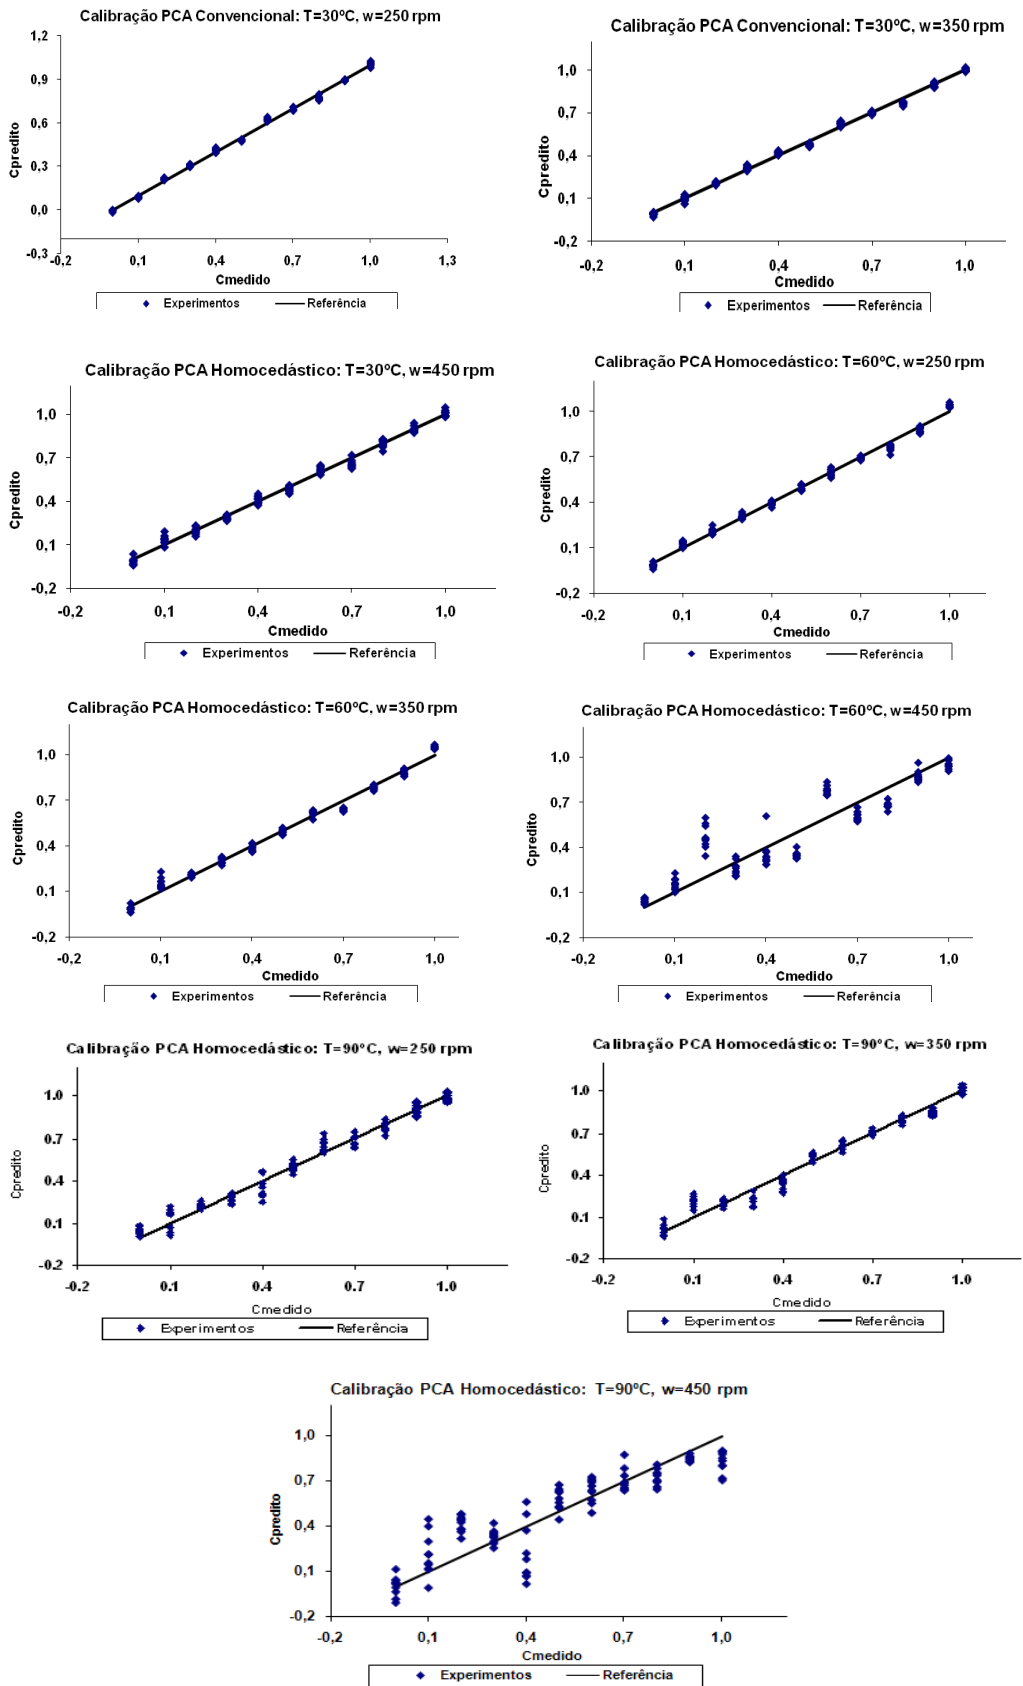 Calibração PCA Convencional: T=30ºC, w=250 rpm
Cpredito
1,2
0,9
0,6
0,3
0,0
-0,3
-0,2 0,1 0,4 0,7 1,0 1,3
Cmedido
Experimentos Referência
Calibração PCA Convencional: T=30ºC, w=350 rpm
Cpredito
1,0
0,7
0,4
0,1
-0,2
-0,2 0,1 0,4 0,7 1,0
Cmedido
Experimentos Referência
Calibração PCA Homocedástico: T=30ºC, w=450 rpm
Cpredito
1,0
0,7
0,4
0,1
-0,2
-0,2 0,1 0,4 0,7 1,0
Cmedido
Experimentos Referência
Calibração PCA Homocedástico: T=60ºC, w=250 rpm
Cpredito
1,0
0,7
0,4
0,1
-0,2
-0,2 0,1 0,4 0,7 1,0
Cmedido
Experimentos Referência
Calibração PCA Homocedástico: T=60ºC, w=350 rpm
Cpredito
1,0
0,7
0,4
0,1
-0,2
-0,2 0,1 0,4 0,7 1,0
Cmedido
Experimentos Referência
Calibração PCA Homocedástico: T=60ºC, w=450 rpm
Cpredito
1,0
0,7
0,4
0,1
-0,2
-0,2 0,1 0,4 0,7 1,0
Cmedido
Experimentos Referência
Calibração PCA Homocedástico: T=90ºC, w=250 rpm
Cpredito
1.0
0.7
0.4
0.1
-0.2
-0.2 0.1 0.4 0.7 1.0
Cmedido
Experimentos Referência
Calibração PCA Homocedástico: T=90ºC, w=350 rpm
Cpredito
1.0
0.7
0.4
0.1
-0.2
-0.2 0.1 0.4 0.7 1.0
Cmedido
Experimentos Referência
Calibração PCA Homocedástico: T=90ºC, w=450 rpm
Cpredito
1,0
0,7
0,4
0,1
-0,2
-0,2 0,1 0,4 0,7 1,0
Cmedido
Experimentos Referência